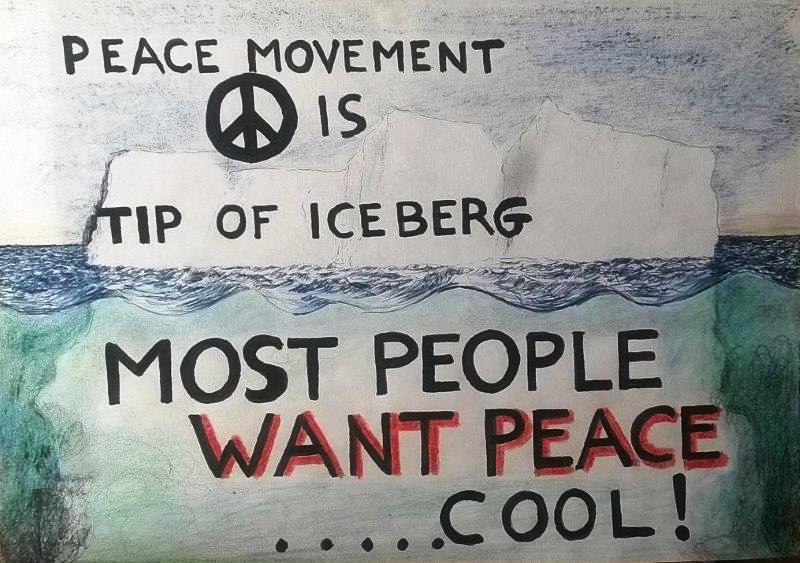 PEACE MOVEMENT
IS
TIP OF ICEBERG
MOST PEOPLE
WANT PEACE
.....COOL!